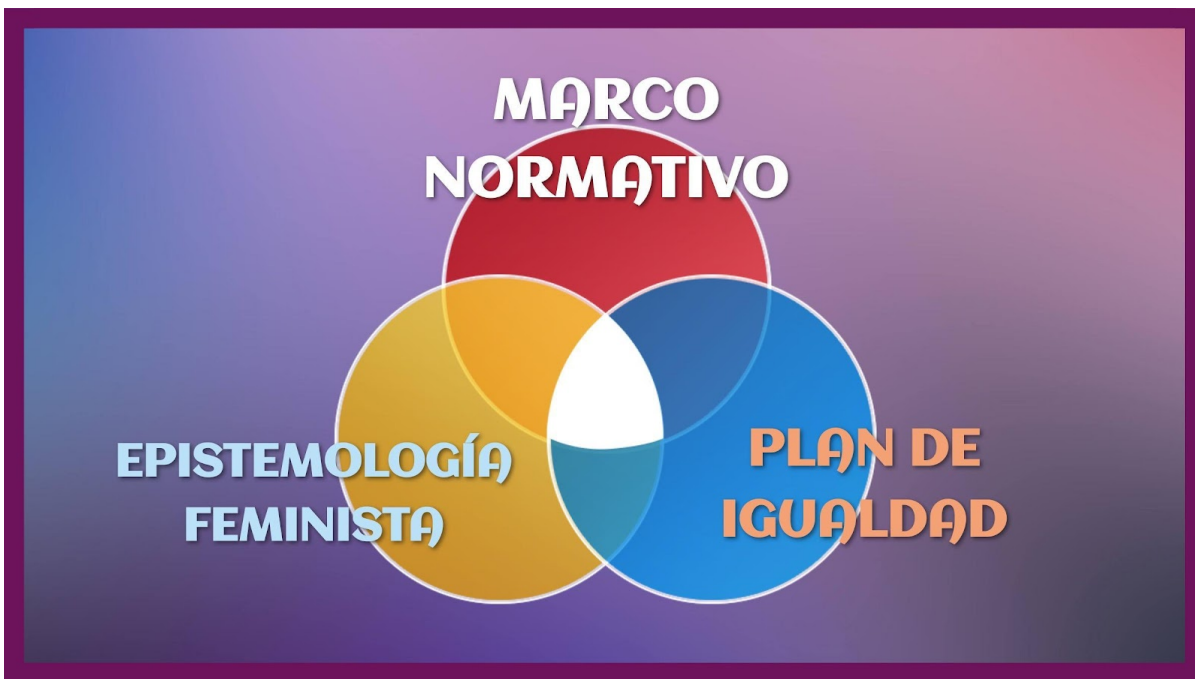 MARCO
NORMATIVO
EPISTEMOLOGÍA
FEMINISTA
PLAN DE
IGUALDAD